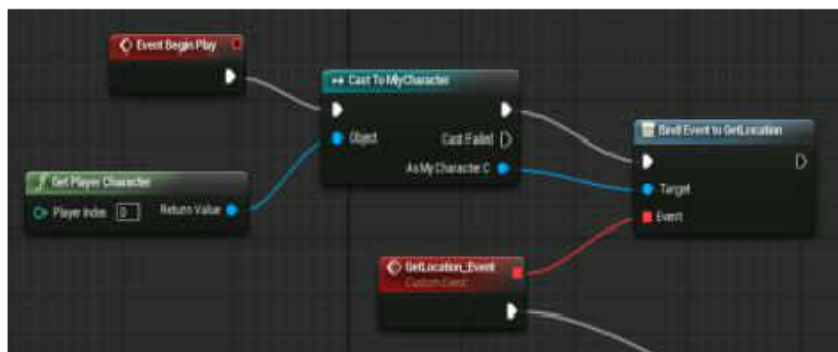 Event Begin Play
Cast To MyCharacter
Object
Cast Failed
As My Character C
Bind Event to GetLocation
Target
Event
Get Player Character
Player Index 0 Return Value
GetLocation_Event
Custom Event